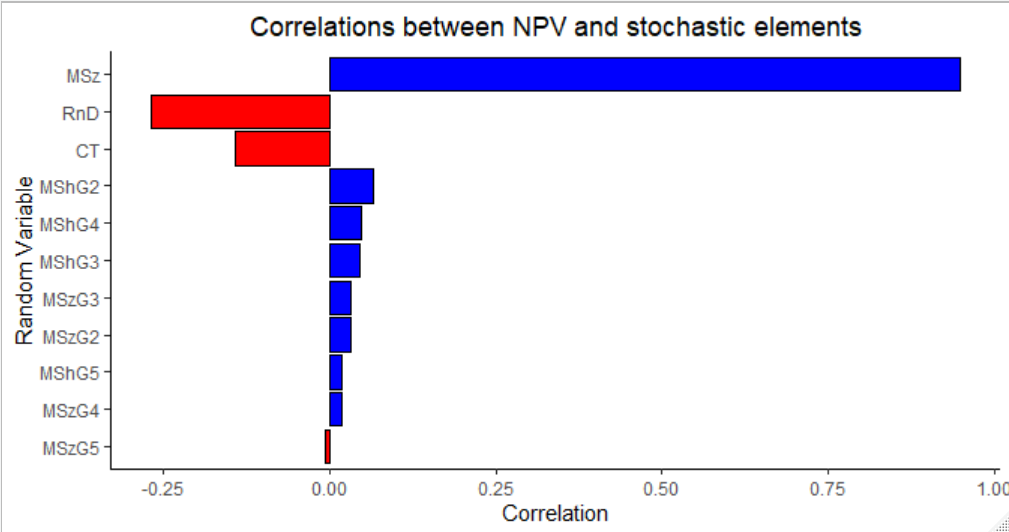 Correlations between NPV and stochastic elements
Random Variable
MSz
RnD
CT
MShG2
MShG4
MShG3
MSzG3
MSzG2
MShG5
MSzG4
MSzG5
-0.25 0.00 0.25 0.50 0.75 1.00
Correlation